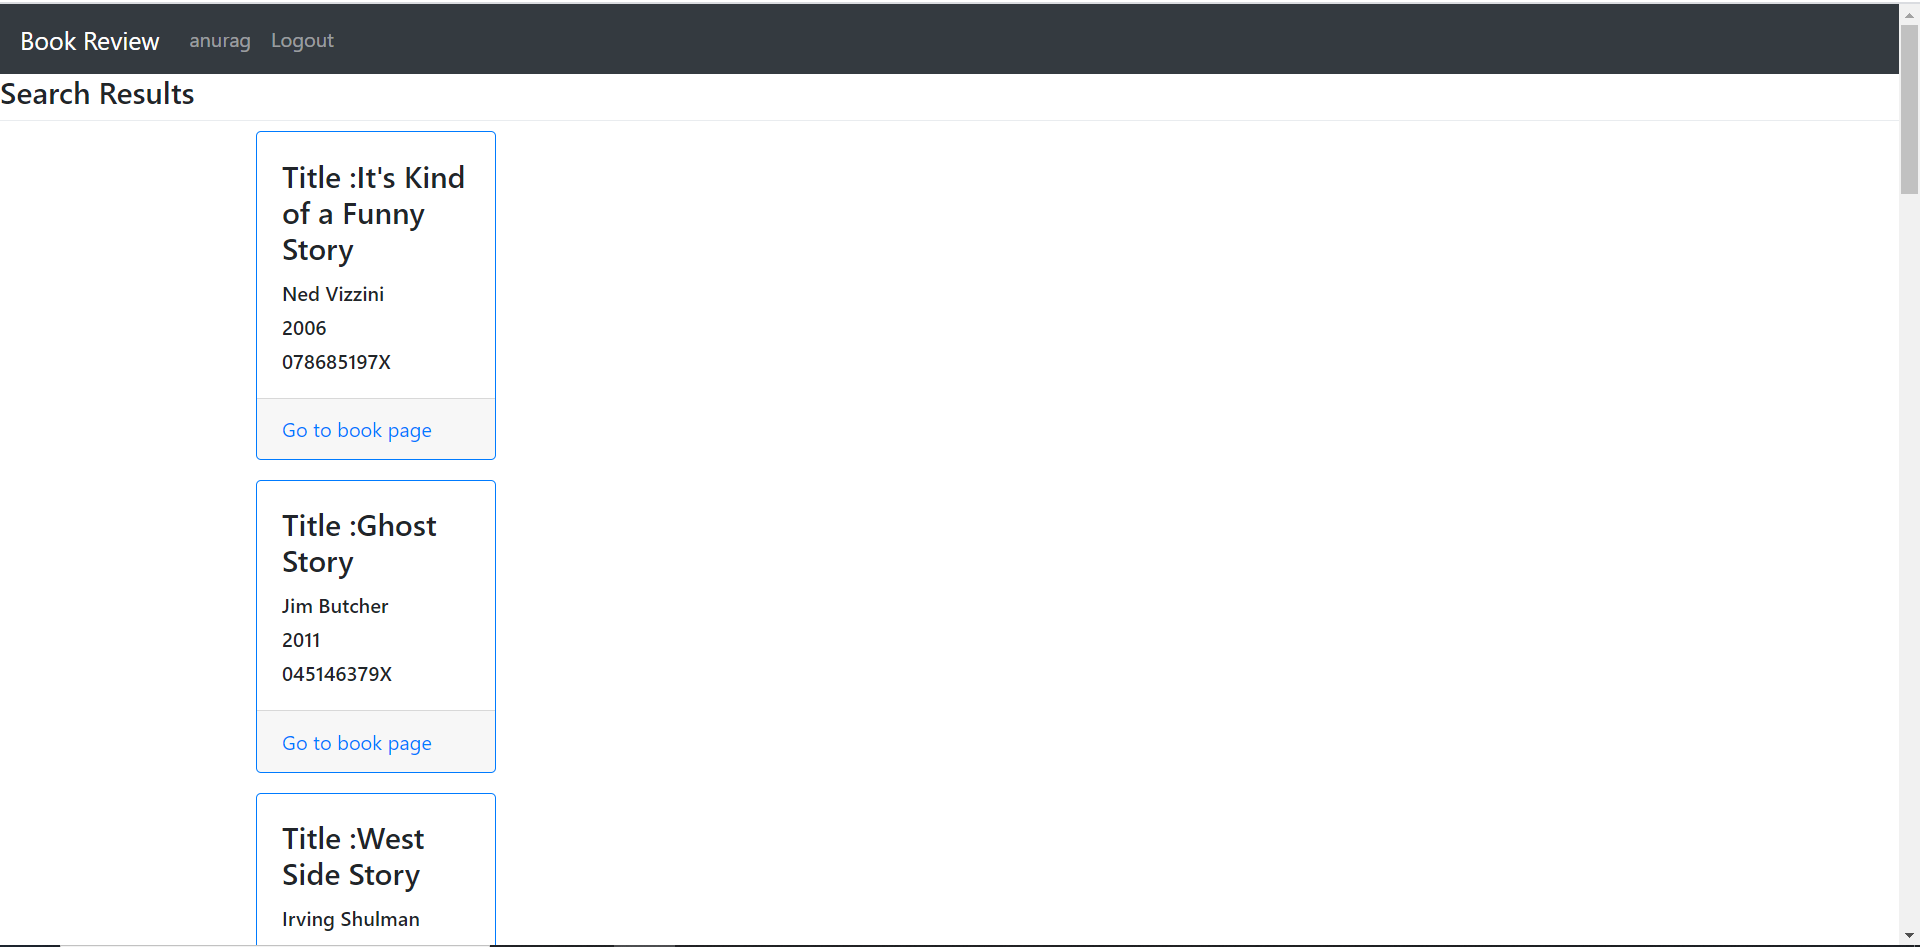 Book Review anurag Logout
Search Results
Title :It's Kind
of a Funny
Story
Ned Vizzini
2006
078685197X
Go to book page
Title :Ghost
Story
Jim Butcher
2011
045146379X
Go to book page
Title :West
Side Story
Irving Shulman